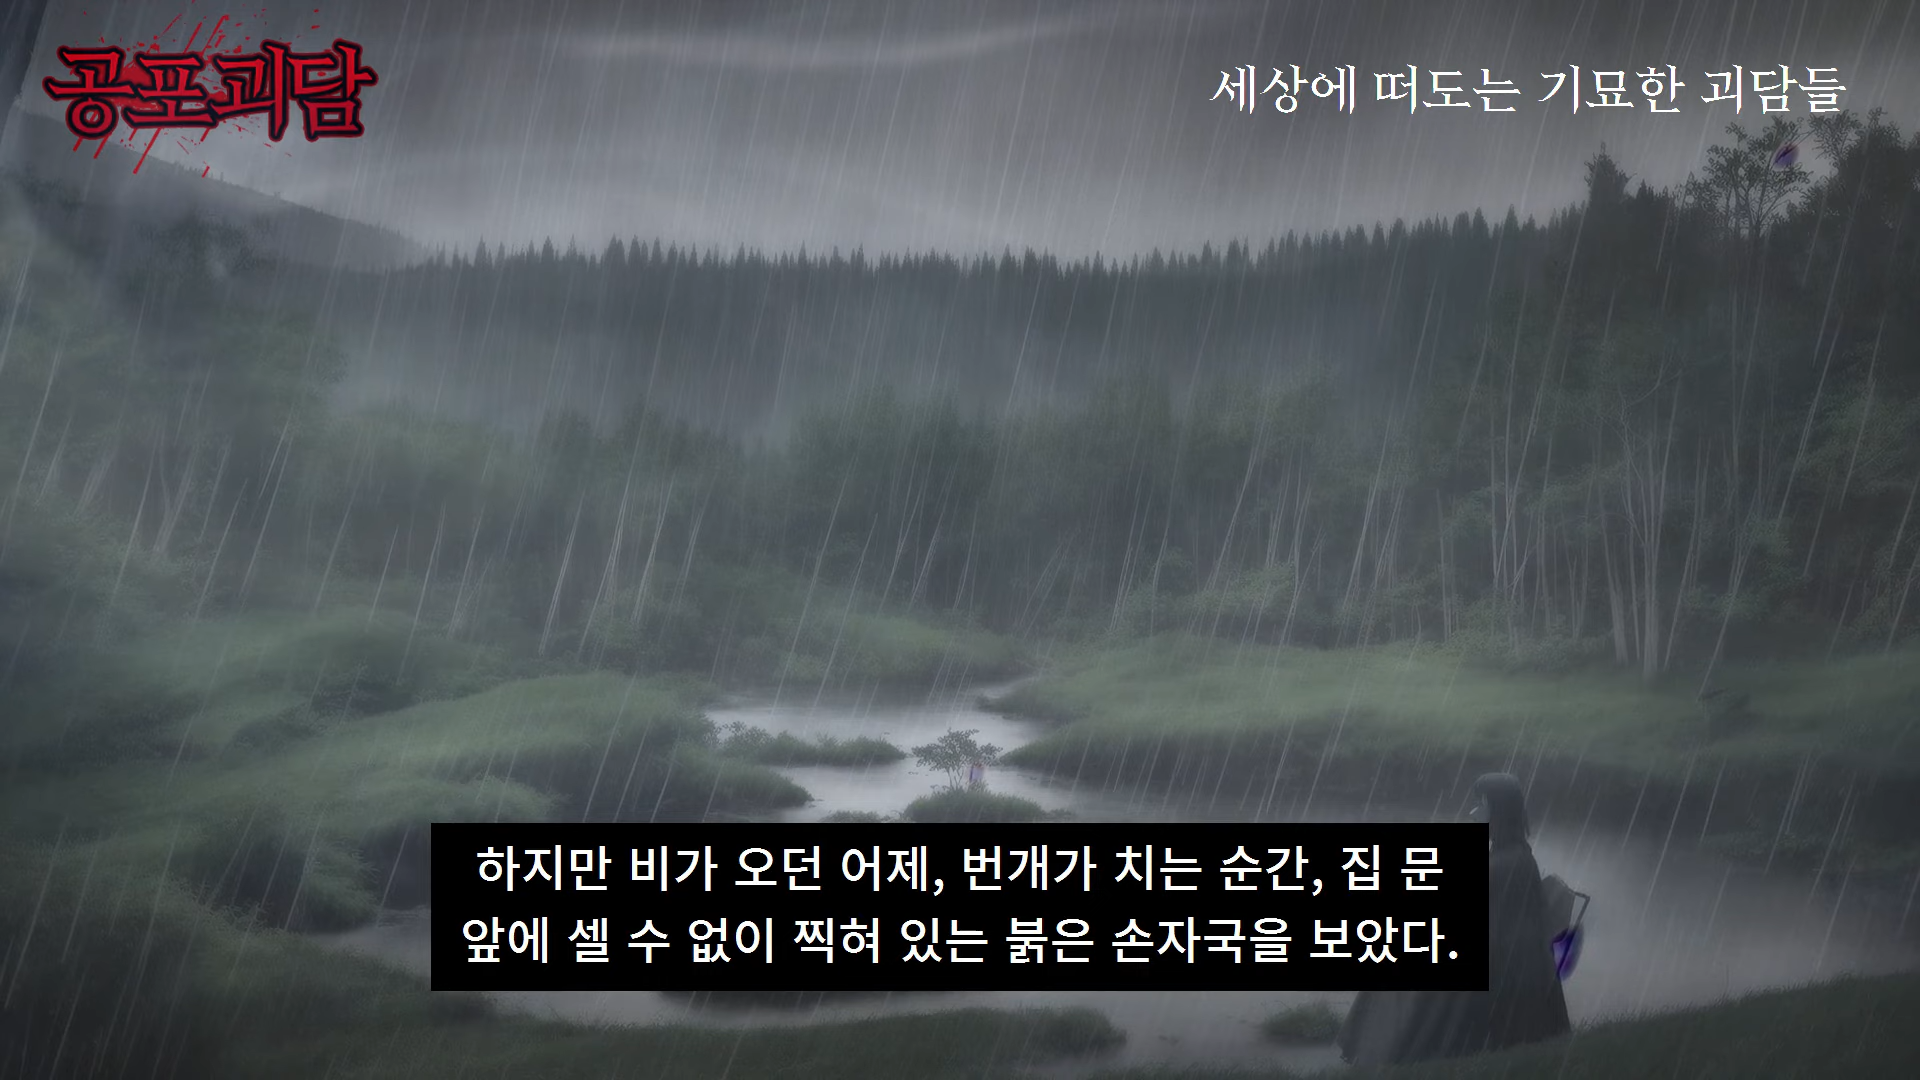 공포괴담
세상에 떠도는 기묘한 괴담들
하지만 비가 오던 어제, 번개가 치는 순간, 집 문
앞에 셀 수 없이 찍혀 있는 붉은 손자국을 보았다.